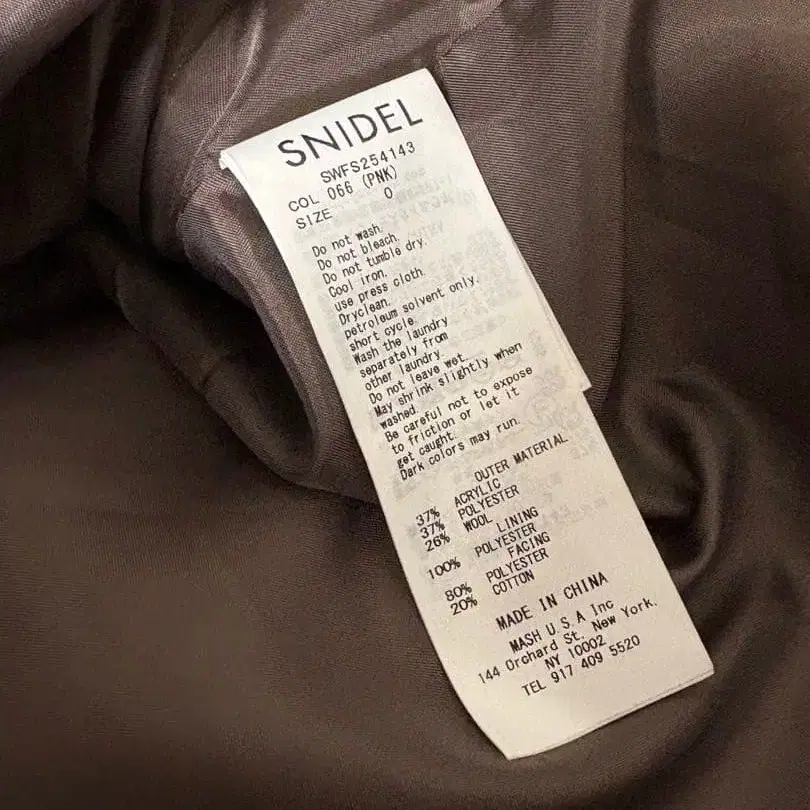 SNIDEL
SWFS254143
COL 066 (PNK)
SIZE 0
Do not wash.
Do not bleach.
Do not tumble dry.
Cool iron.
use press cloth.
Dryclean.
petroleum solvent only.
short cycle.
Wash the laundry
separately from
other laundry.
Do not leave wet.
May shrink slightly when
washed.
Be careful not to expose
to friction or let it
get caught.
Dark colors may run.
OUTER MATERIAL
37% ACRYLIC
37% POLYESTER
26% WOOL
LINING
100% POLYESTER
FACING
80% POLYESTER
20% COTTON
MADE IN CHINA
MASH U.S.A Inc
144 Orchard St. New York.
NY 10002
TEL 917 409 5520